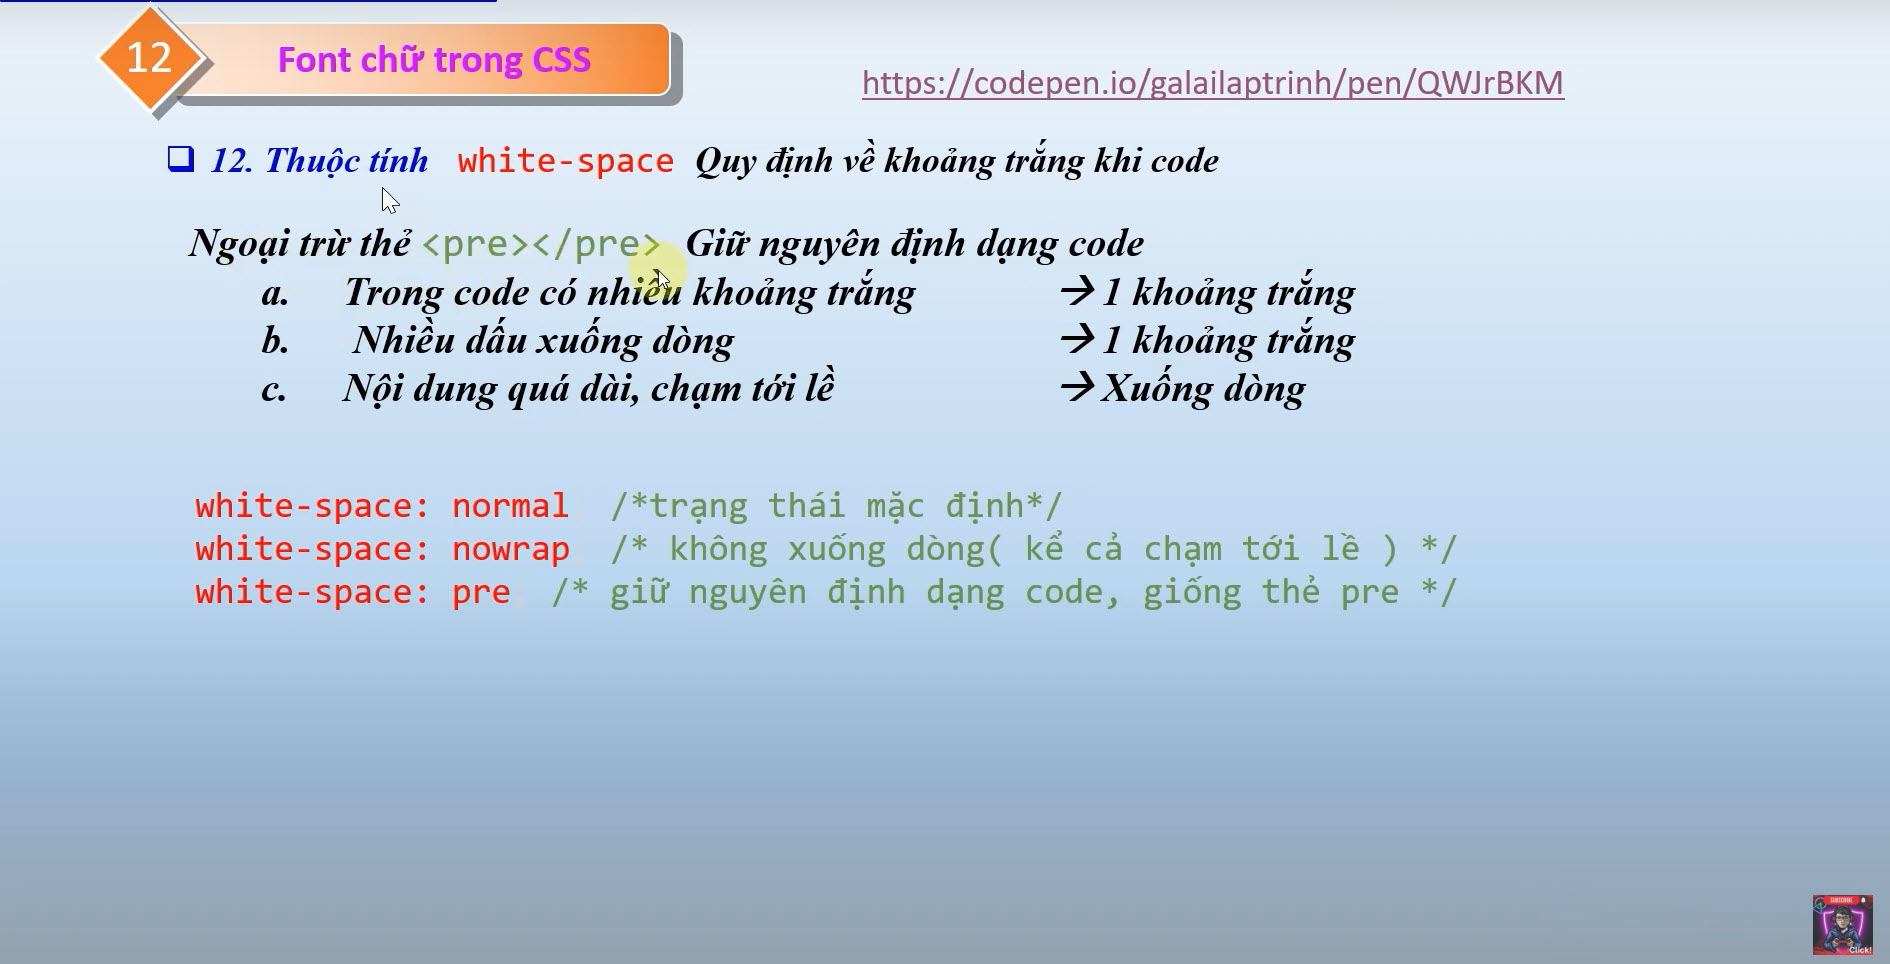 12
Font chữ trong CSS
https://codepen.io/galailaptrinh/pen/QWJrBKM
12. Thuộc tính white-space Quy định về khoảng trắng khi code
Ngoại trừ thẻ <pre></pre> Giữ nguyên định dạng code
a. Trong code có nhiều khoảng trắng → 1 khoảng trắng
b. Nhiều dấu xuống dòng → 1 khoảng trắng
c. Nội dung quá dài, chạm tới lề → Xuống dòng
white-space: normal /*trạng thái mặc định*/
white-space: nowrap /* không xuống dòng( kể cả chạm tới lề ) */
white-space: pre /* giữ nguyên định dạng code, giống thẻ pre */
SUBSCRIBE
Click!